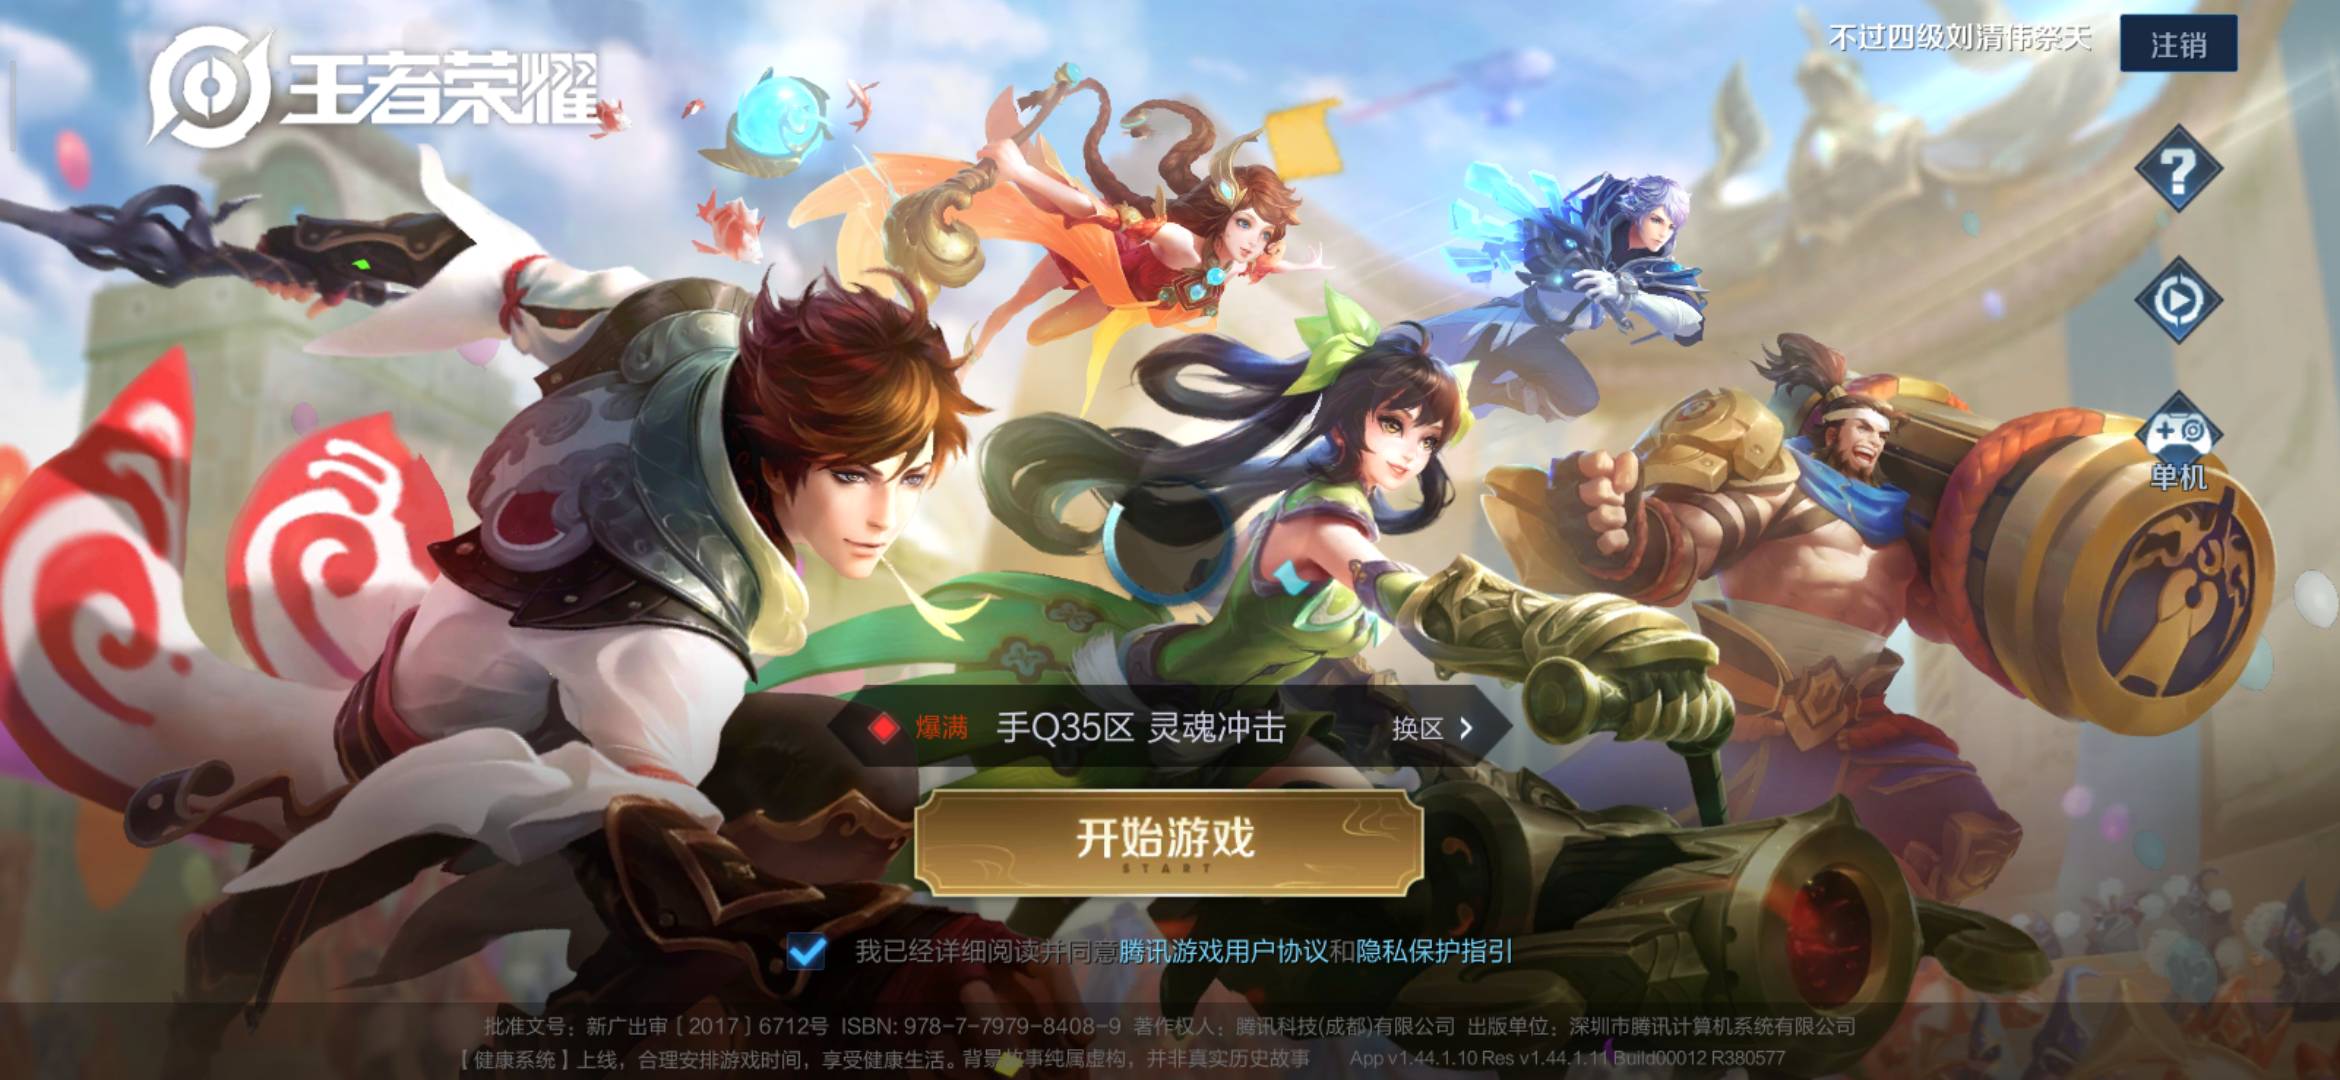 王者荣耀
不过四级刘清伟祭天
注销
?
单机
爆满 手Q35区 灵魂冲击 换区 >
开始游戏
START
我已经详细阅读并同意腾讯游戏用户协议和隐私保护指引
批准文号：新广出审［2017］6712号 ISBN: 978-7-7979-8408-9 著作权人：腾讯科技(成都)有限公司 出版单位：深圳市腾讯计算机系统有限公司
【健康系统】上线，合理安排游戏时间，享受健康生活。背景故事纯属虚构，并非真实历史故事 App v1.44.1.10 Res v1.44.1.11 Build00012 R380577